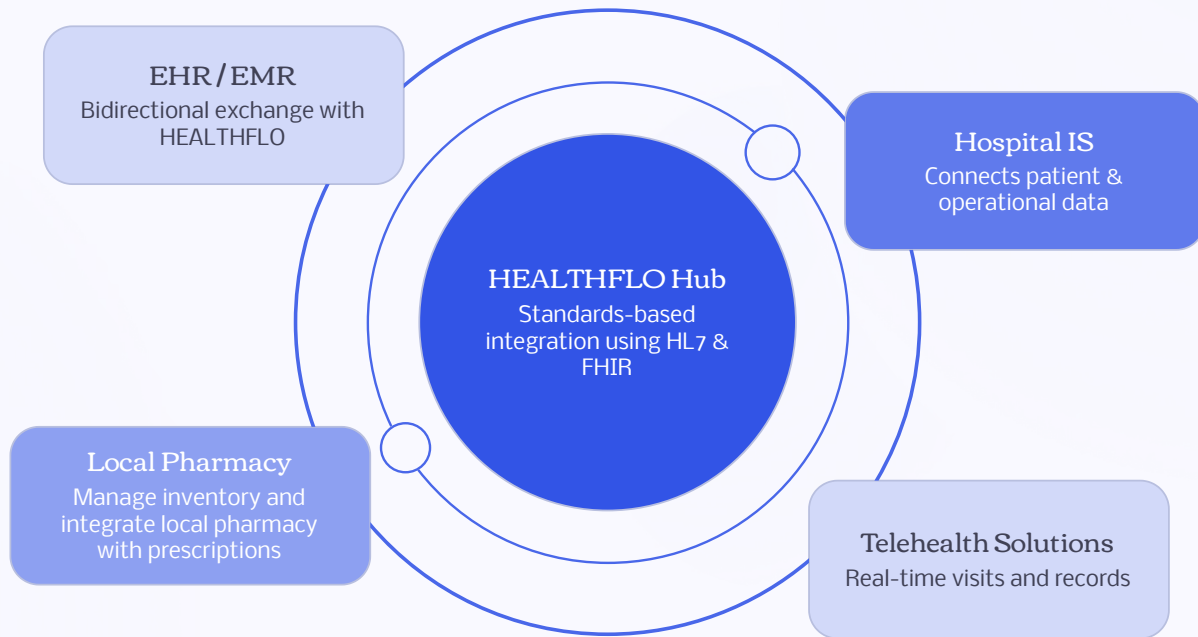 EHR / EMR
Bidirectional exchange with
HEALTHFLO
Hospital IS
Connects patient &
operational data
HEALTHFLO Hub
Standards-based
integration using HL7 &
FHIR
Local Pharmacy
Manage inventory and
integrate local pharmacy
with prescriptions
Telehealth Solutions
Real-time visits and records